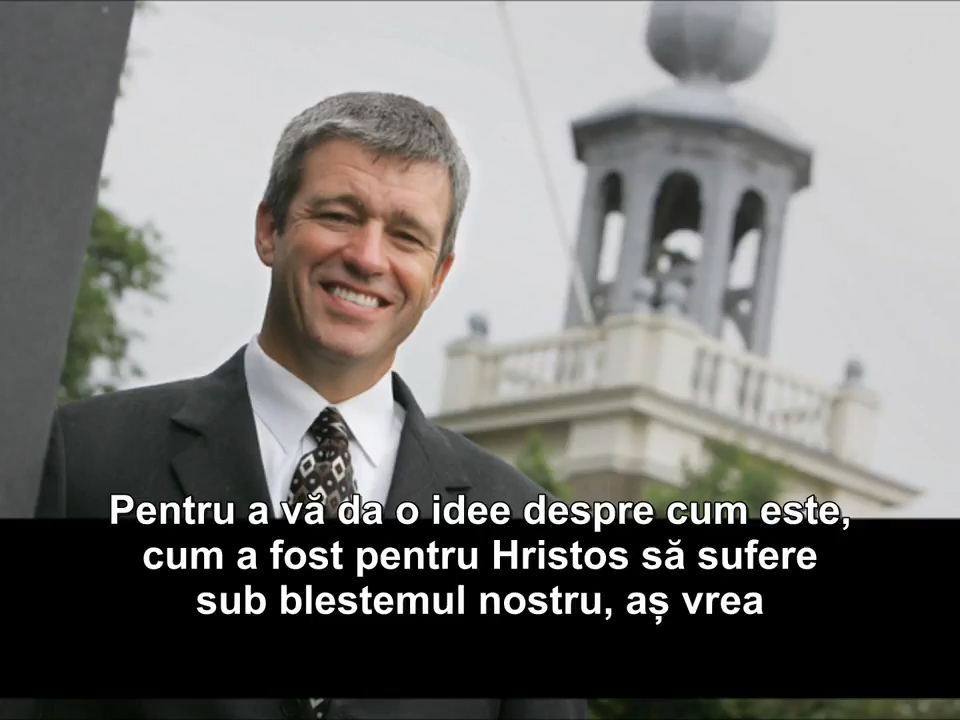 Pentru a vă da o idee despre cum este,
cum a fost pentru Hristos să sufere
sub blestemul nostru, aș vrea